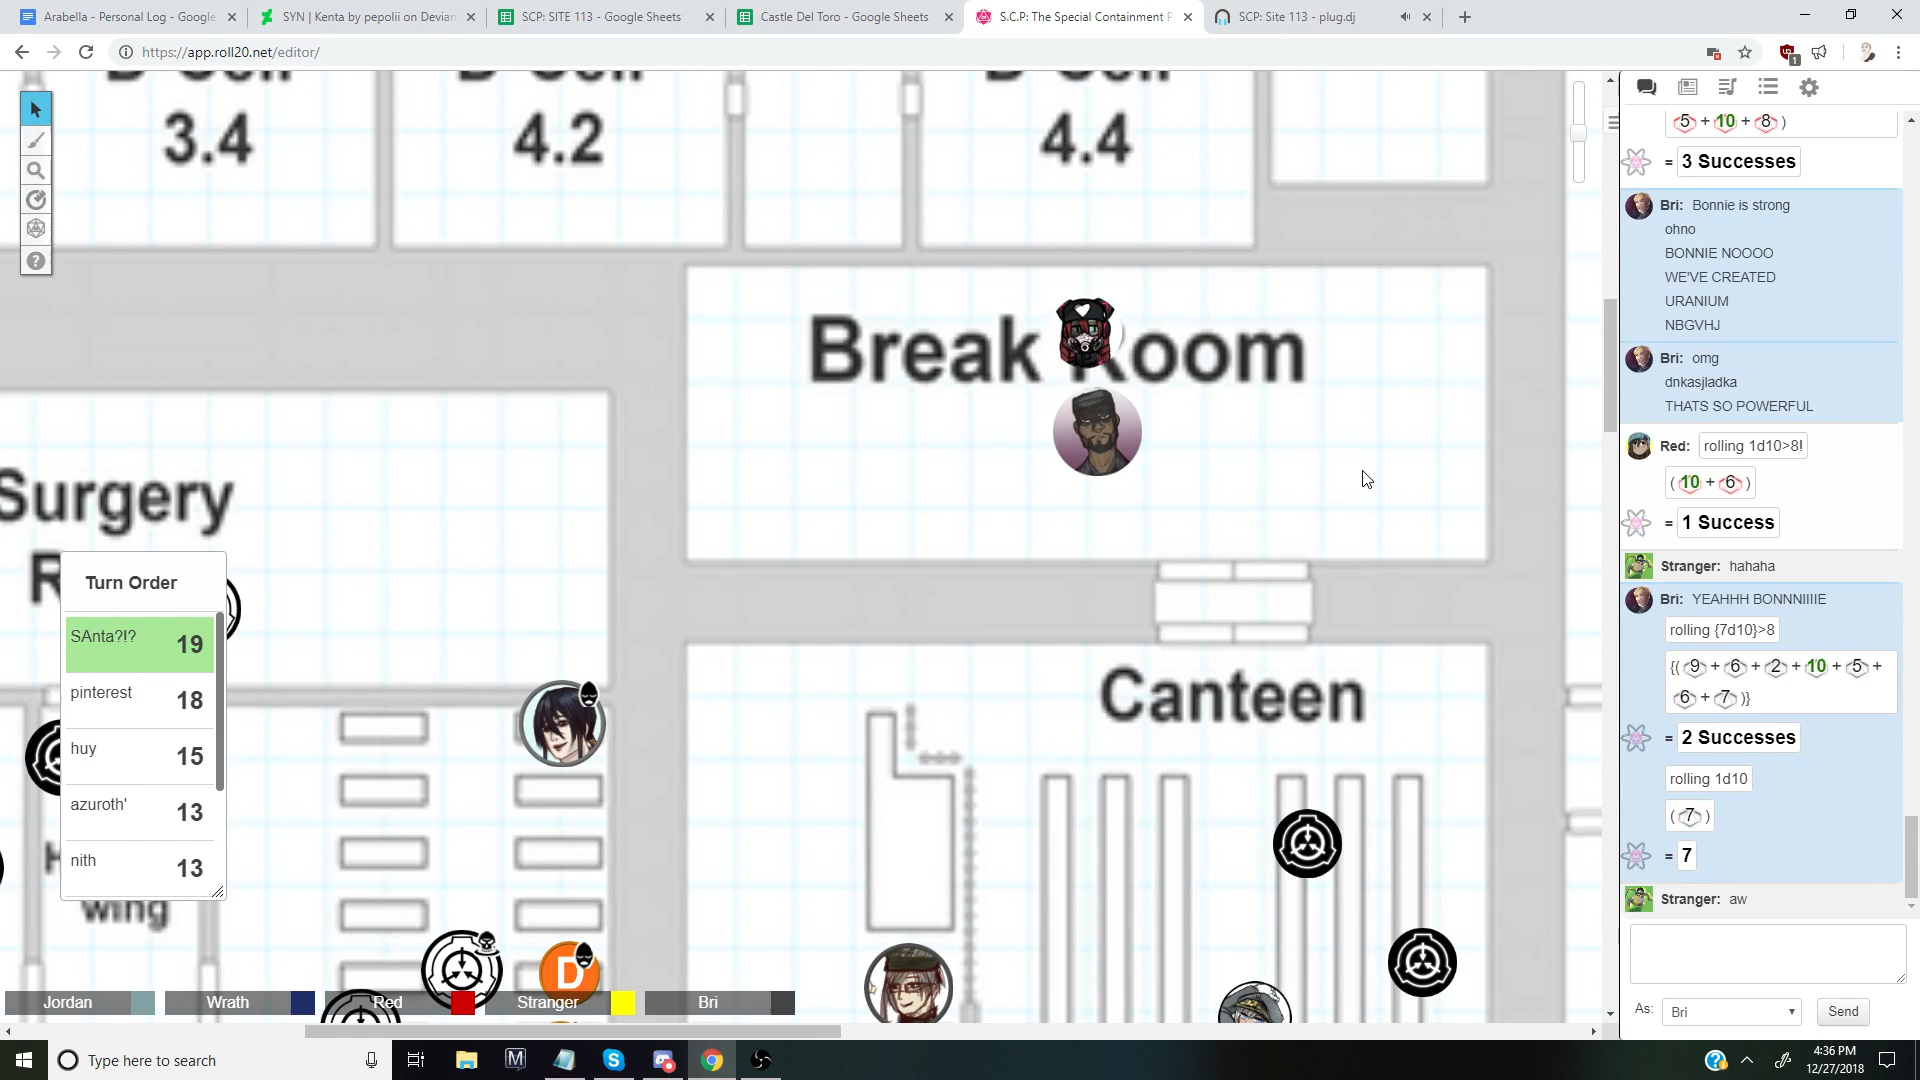 Arabella - Personal Log - Google
SYN | Kenta by pepolii on Devian
SCP: SITE 113 - Google Sheets
Castle Del Toro - Google Sheets
S.C.P: The Special Containment P
SCP: Site 113 - plug.dj
https://app.roll20.net/editor/
1
D-Cell
3.4
D-Cell
4.2
D-Cell
4.4
Break Room
Surgery
Canteen
wing
Turn Order
SAnta?!? 19
pinterest 18
huy 15
azuroth' 13
nith 13
D
Jordan
Wrath
Red
Stranger
Bri
5 + 10 + 8 )
= 3 Successes
Bri: Bonnie is strong
ohno
BONNIE NOOOO
WE'VE CREATED
URANIUM
NBGVHJ
Bri: omg
dnkasjladka
THATS SO POWERFUL
Red: rolling 1d10>8!
( 10 + 6 )
= 1 Success
Stranger: hahaha
Bri: YEAHHH BONNNIIIIE
rolling {7d10}>8
{( 9 + 6 + 2 + 10 + 5 +
6 + 7 )}
= 2 Successes
rolling 1d10
( 7 )
= 7
Stranger: aw
As: Bri Send
Type here to search
4:36 PM
12/27/2018